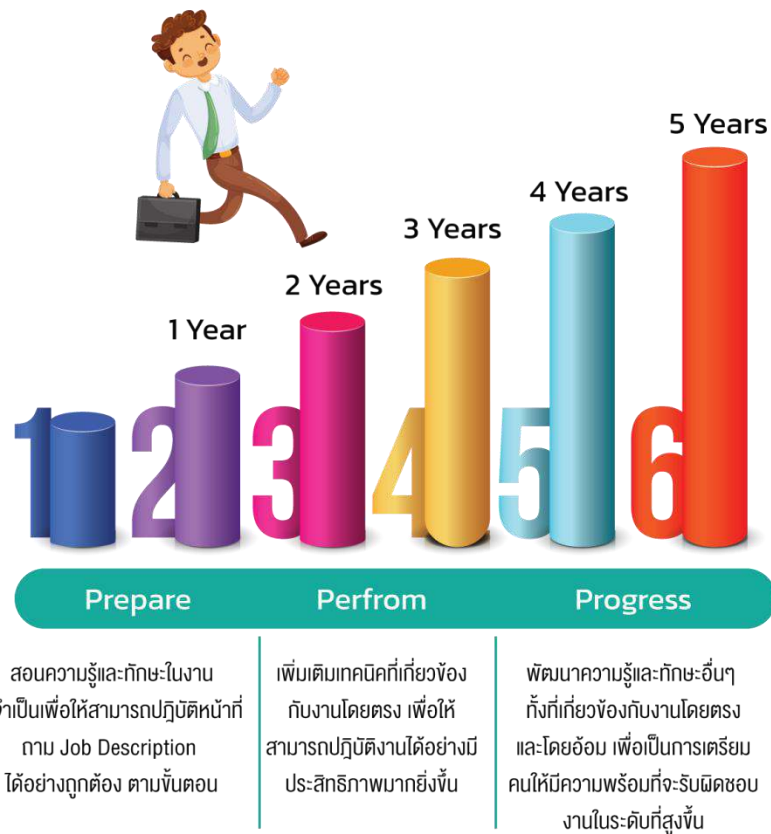 5 Years
4 Years
3 Years
2 Years
1 Year
1 2 3 4 5 6
Prepare Perfrom Progress
สอนความรู้และทักษะในงาน
จำเป็นเพื่อให้สามารถปฎิบัติหน้าที่
ถาม Job Description
ได้อย่างถูกต้อง ตามขั้นตอน
เพิ่มเติมเทคนิคที่เกี่ยวข้อง
กับงานโดยตรง เพื่อให้
สามารถปฎิบัติงานได้อย่างมี
ประสิทธิภาพมากยิ่งขึ้น
พัฒนาความรู้และทักษะอื่นๆ
ทั้งที่เกี่ยวข้องกับงานโดยตรง
และโดยอ้อม เพื่อเป็นการเตรียม
คนให้มีความพร้อมที่จะรับผิดชอบ
งานในระดับที่สูงขึ้น